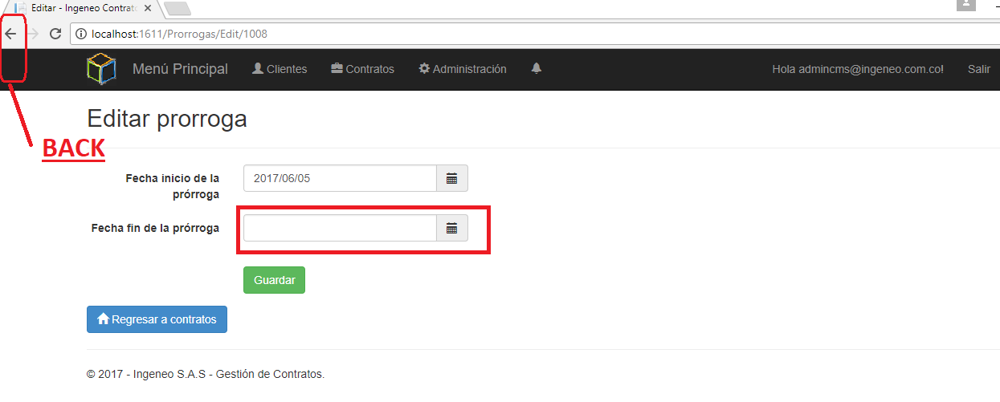 Editar - Ingeneo Contrato
localhost:1611/Prorrogas/Edit/1008
Menú Principal Clientes Contratos Administración Hola admincms@ingeneo.com.co! Salir
Editar prorroga
BACK
Fecha inicio de la
prórroga
2017/06/05
Fecha fin de la prórroga
Guardar
Regresar a contratos
© 2017 - Ingeneo S.A.S - Gestión de Contratos.